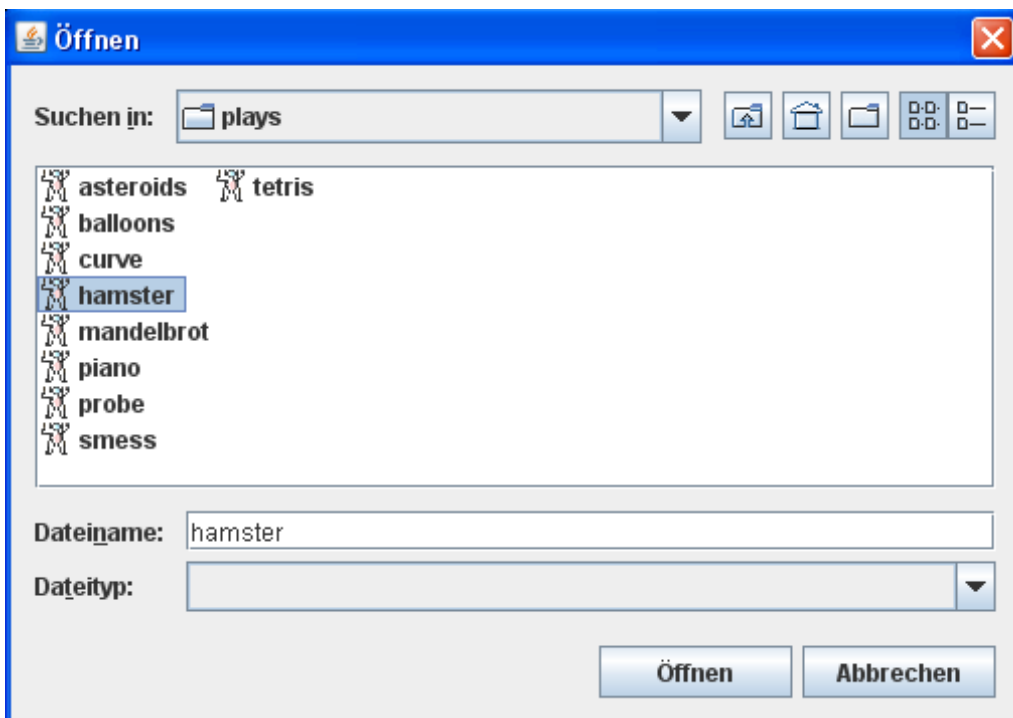 Öffnen
Suchen in: plays
asteroids tetris
balloons
curve
hamster
mandelbrot
piano
probe
smess
Dateiname: hamster
Dateityp:
Öffnen Abbrechen